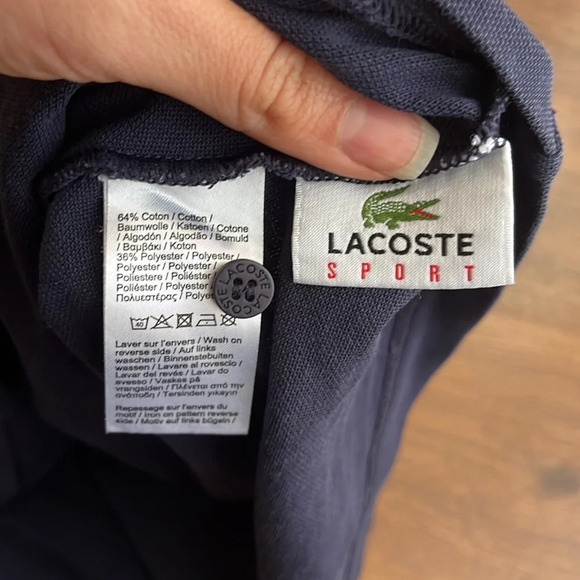 64% Coton / Cotton /
Baumwolle / Katoen / Cotone
/ Algodón / Algodão / Bomuld
/ Βαμβάκι / Koton
36% Polyester / Polyester /
Polyester / Polyester /
Poliestere / Poliéster /
Poliéster / Polyester /
Πολυεστέρας / Polyester
40
Laver sur l'envers / Wash on
reverse side / Auf links
waschen / Binnenstebuiten
wassen / Lavare a
rovescio / Lavar del revés / Lavar do
avesso / Vaskes på
vrangsiden / Πλένεται από την
ανάποδη / Tersinden yıkayın
Repassage sur l'envers du
motif / Iron on pattern reverse
side / Motiv auf links bügeln /
LACOSTE
LACOSTE
LACOSTE
SPORT